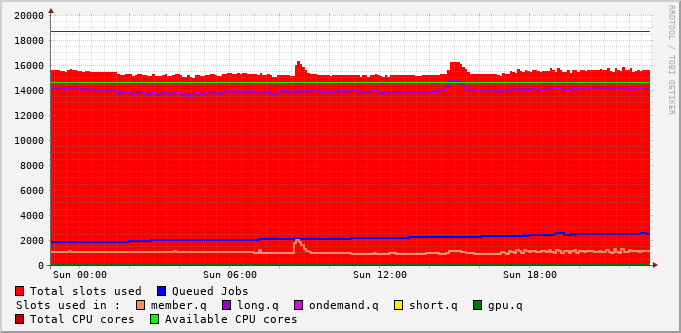 RRDTOOL / TOBI OETIKER
20000
18000
16000
14000
12000
10000
8000
6000
4000
2000
0
Sun 00:00 Sun 06:00 Sun 12:00 Sun 18:00
Total slots used Queued Jobs
Slots used in : member.q long.q ondemand.q short.q gpu.q
Total CPU cores Available CPU cores